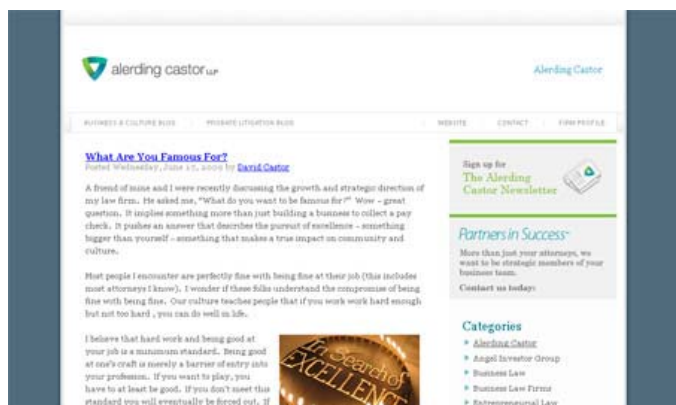 alerding castor LLP
Alerding Castor
BUSINESS & CULTURE BLOG PROBATE LITIGATION BLOG WEBSITE CONTACT FIRM PROFILE
What Are You Famous For?
Posted Wednesday, June 17, 2009 by David Castor
A friend of mine and I were recently discussing the growth and strategic direction of
my law firm. He asked me, "What do you want to be famous for?" Wow – great
question. It implies something more than just building a business to collect a pay
check. It pushes an answer that describes the pursuit of excellence – something
bigger than yourself – something that makes a true impact on community and
culture.
Most people I encounter are perfectly fine with being fine at their job (this includes
most attorneys I know). I wonder if these folks understand the compromise of being
fine with being fine. Our culture teaches people that if you work work hard enough
but not too hard , you can do well in life.
I believe that hard work and being good at
your job is a minimum standard. Being good
at one's craft is merely a barrier of entry into
your profession. If you want to play, you
have to at least be good. If you don't meet this
standard you will eventually be forced out. If
In Search of
EXCELLENCE
Sign up for
The Alerding
Castor Newsletter
Partners in Success
More than just your attorneys, we
want to be strategic members of your
business team.
Contact us today:
Categories
Alerding Castor
Angel Investor Group
Business Law
Business Law Firms
Entrepreneurial Law